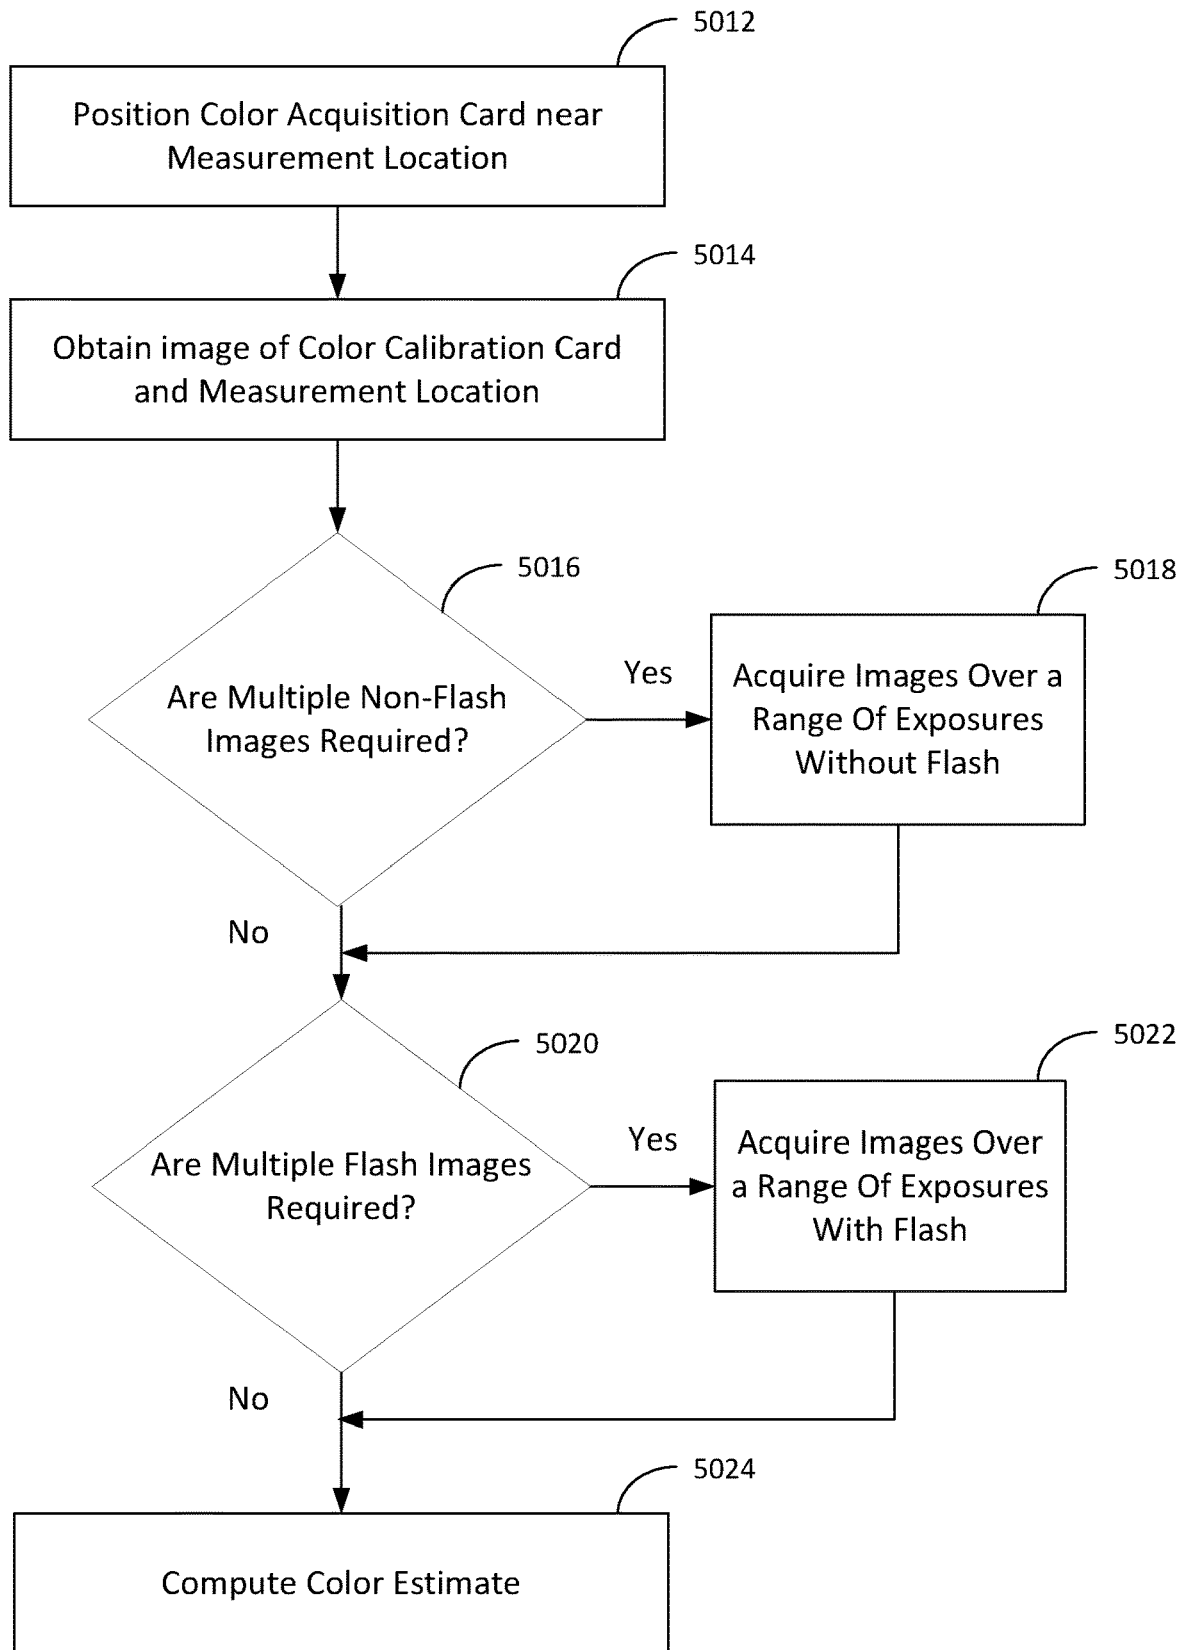 5012
Position Color Acquisition Card near
Measurement Location
5014
Obtain image of Color Calibration Card
and Measurement Location
5016
Are Multiple Non-Flash
Images Required?
Yes
5018
Acquire Images Over a
Range Of Exposures
Without Flash
No
5020
Are Multiple Flash Images
Required?
Yes
5022
Acquire Images Over
a Range Of Exposures
With Flash
No
5024
Compute Color Estimate